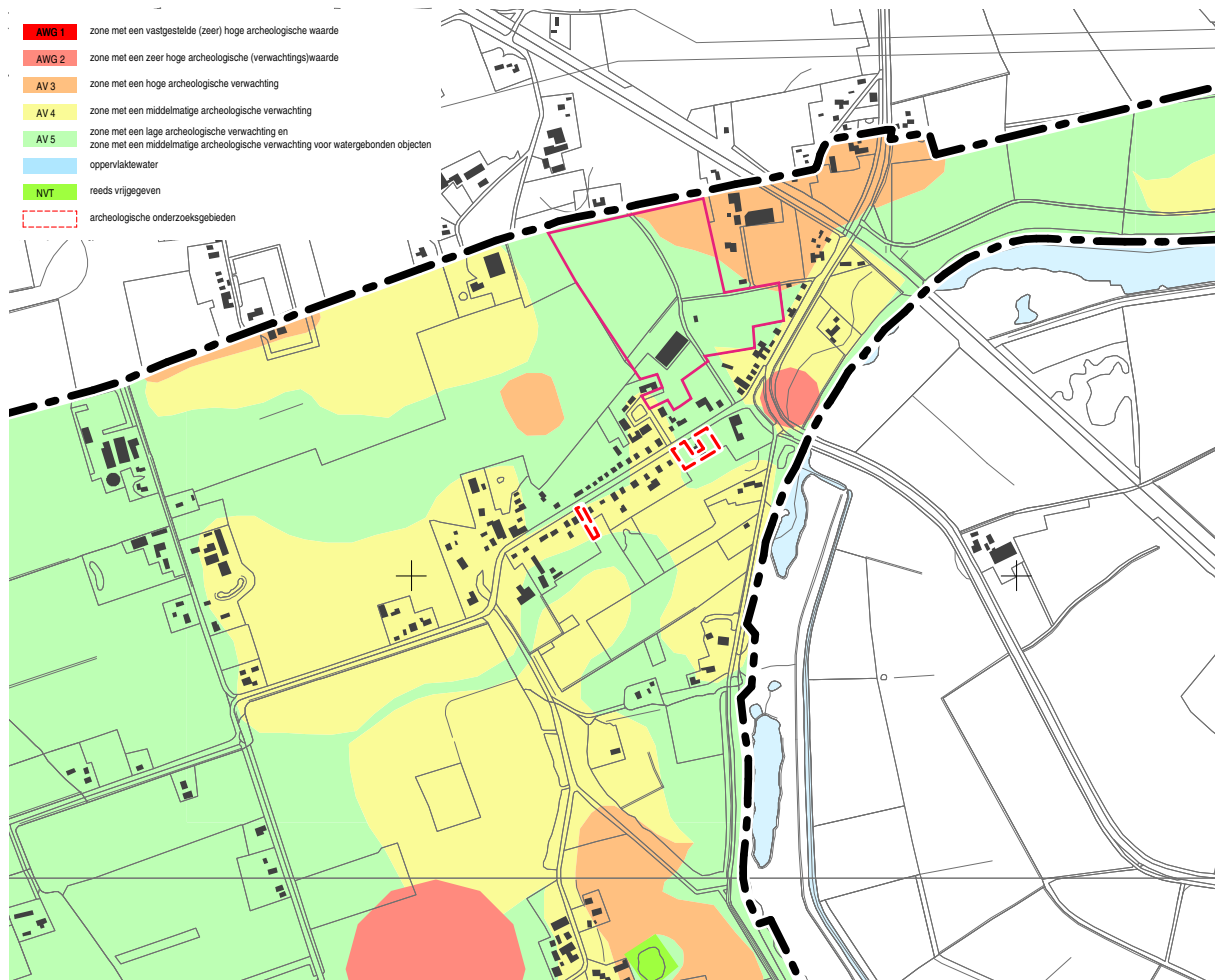 AWG 1 zone met een vastgestelde (zeer) hoge archeologische waarde
AWG 2 zone met een zeer hoge archeologische (verwachtings)waarde
AV 3 zone met een hoge archeologische verwachting
AV 4 zone met een middelmatige archeologische verwachting
AV 5 zone met een lage archeologische verwachting en
zone met een middelmatige archeologische verwachting voor watergebonden objecten
oppervlaktewater
NVT reeds vrijgegeven
archeologische onderzoeksgebieden